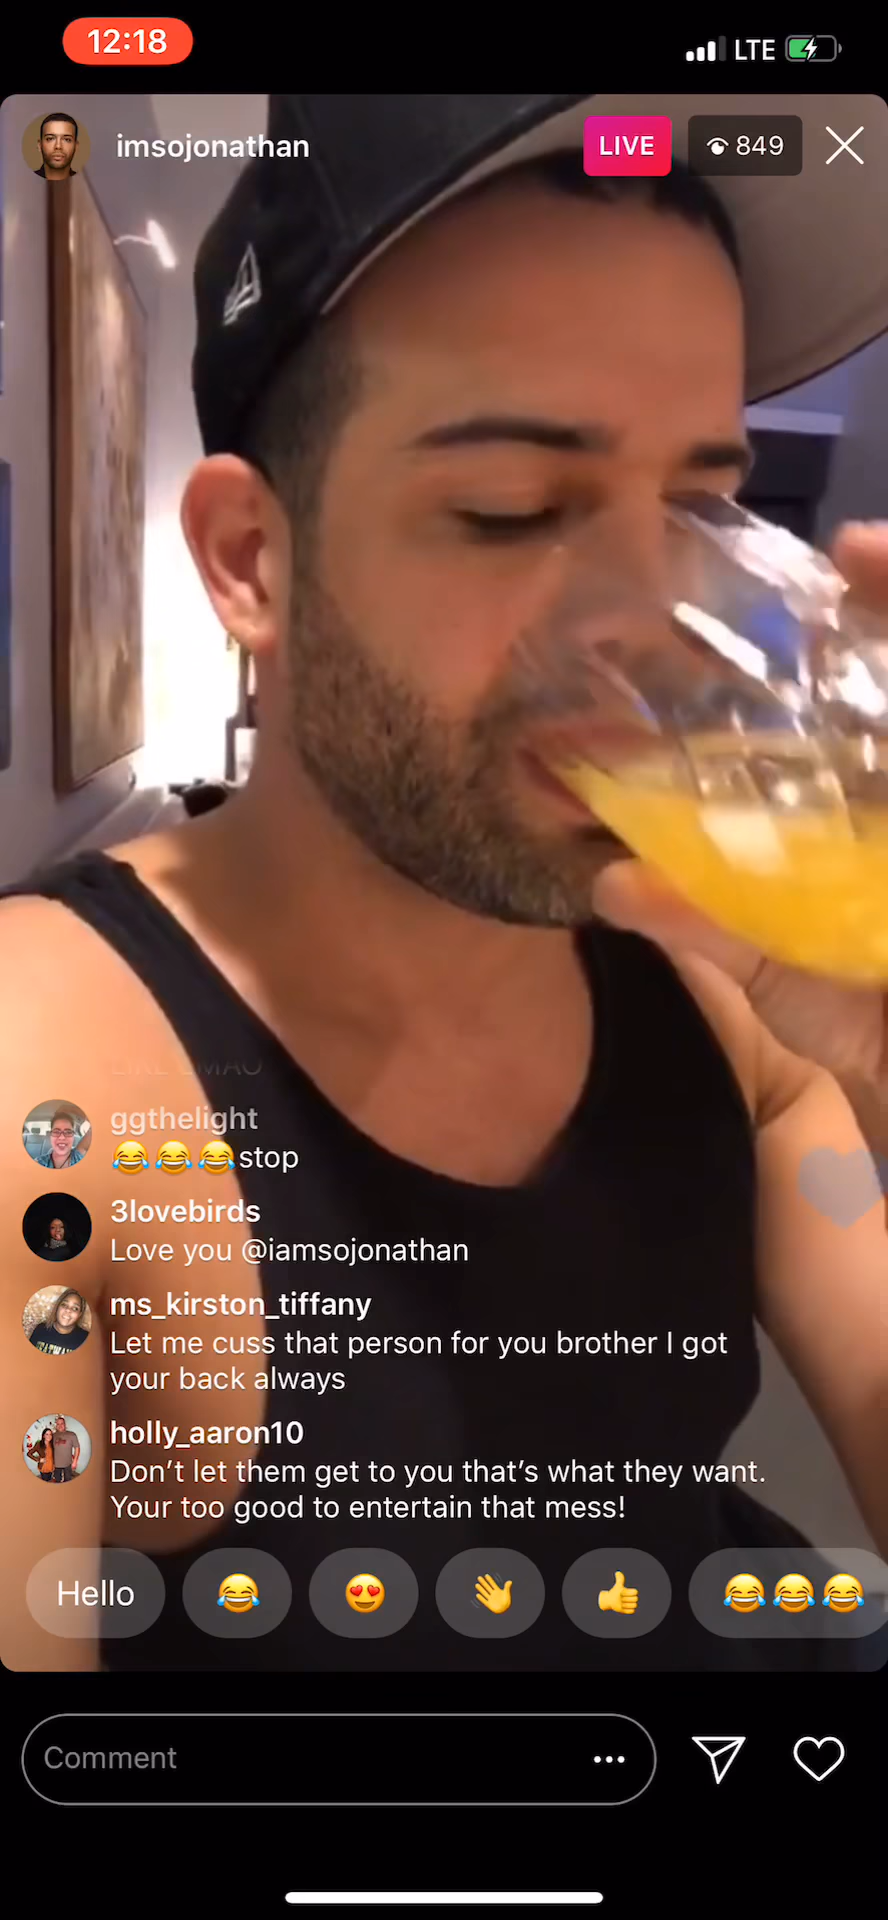 12:18
LTE
imsojonathan
LIVE
849
ggthelight
😂😂😂stop
3lovebirds
Love you @iamsojonathan
ms_kirston_tiffany
Let me cuss that person for you brother I got
your back always
holly_aaron10
Don't let them get to you that's what they want.
Your too good to entertain that mess!
Hello 😂 😍 👋 👍 😂😂😂
Comment